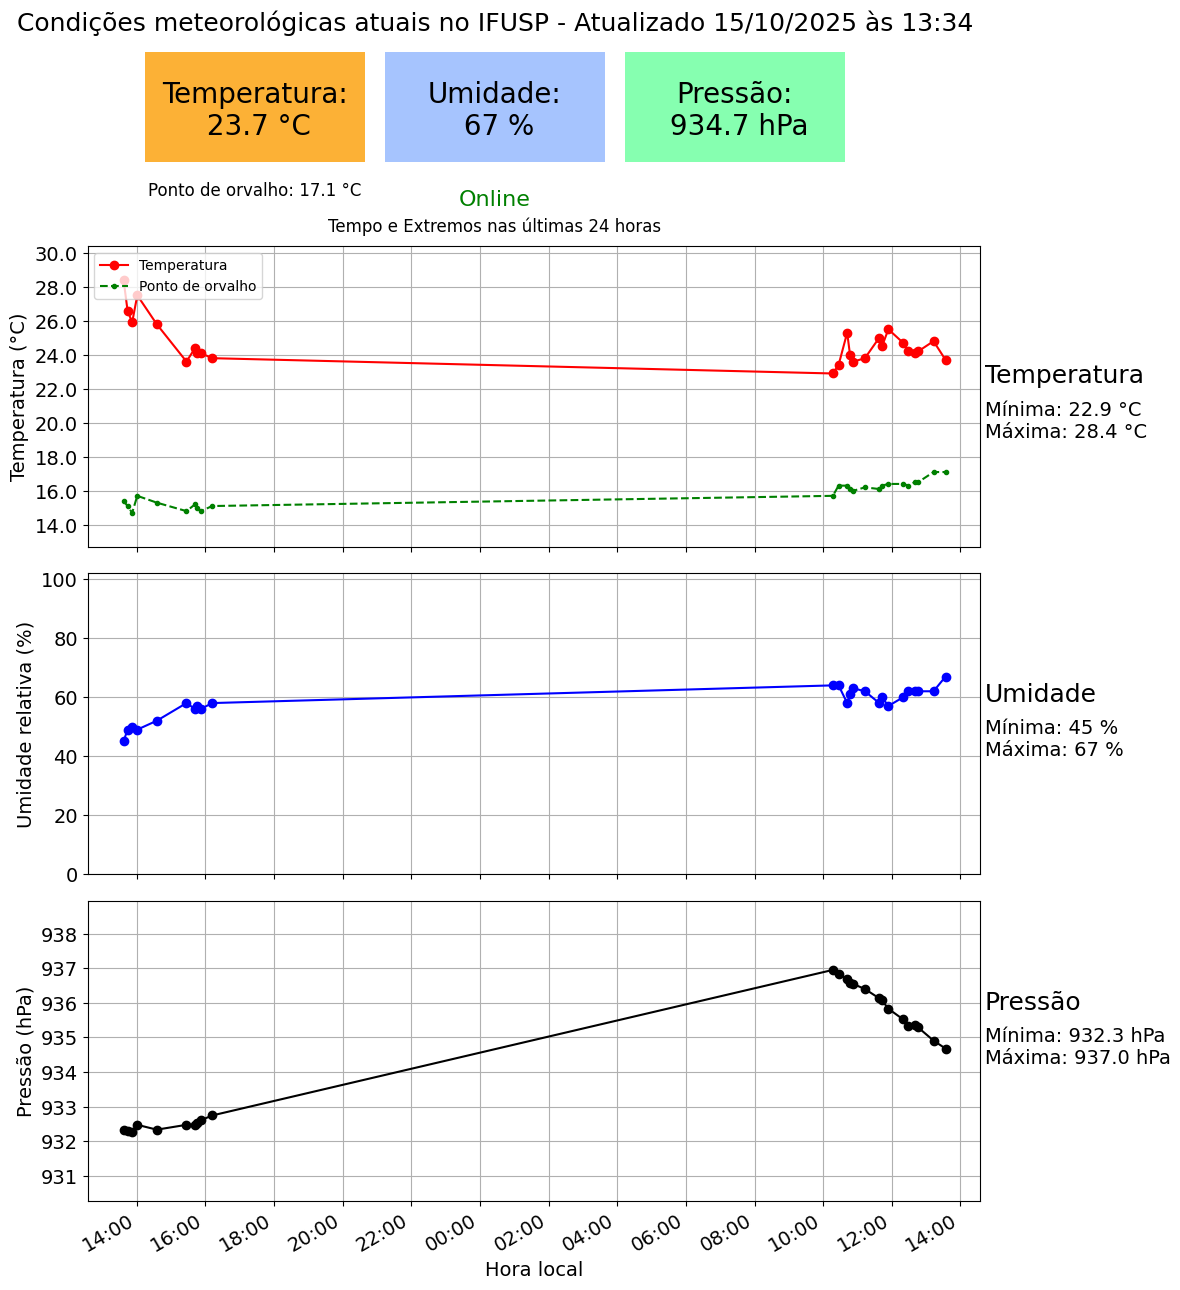 Condições meteorológicas atuais no IFUSP - Atualizado 15/10/2025 às 13:34
Temperatura:
23.7 °C
Umidade:
67 %
Pressão:
934.7 hPa
Ponto de orvalho: 17.1 °C
Online
Tempo e Extremos nas últimas 24 horas
Temperatura (°C)
30.0
28.0
26.0
24.0
22.0
20.0
18.0
16.0
14.0
Temperatura
Ponto de orvalho
Temperatura
Mínima: 22.9 °C
Máxima: 28.4 °C
Umidade relativa (%)
100
80
60
40
20
0
Umidade
Mínima: 45 %
Máxima: 67 %
Pressão (hPa)
938
937
936
935
934
933
932
931
Pressão
Mínima: 932.3 hPa
Máxima: 937.0 hPa
14:00
16:00
18:00
20:00
22:00
00:00
02:00
04:00
06:00
08:00
10:00
12:00
14:00
Hora local